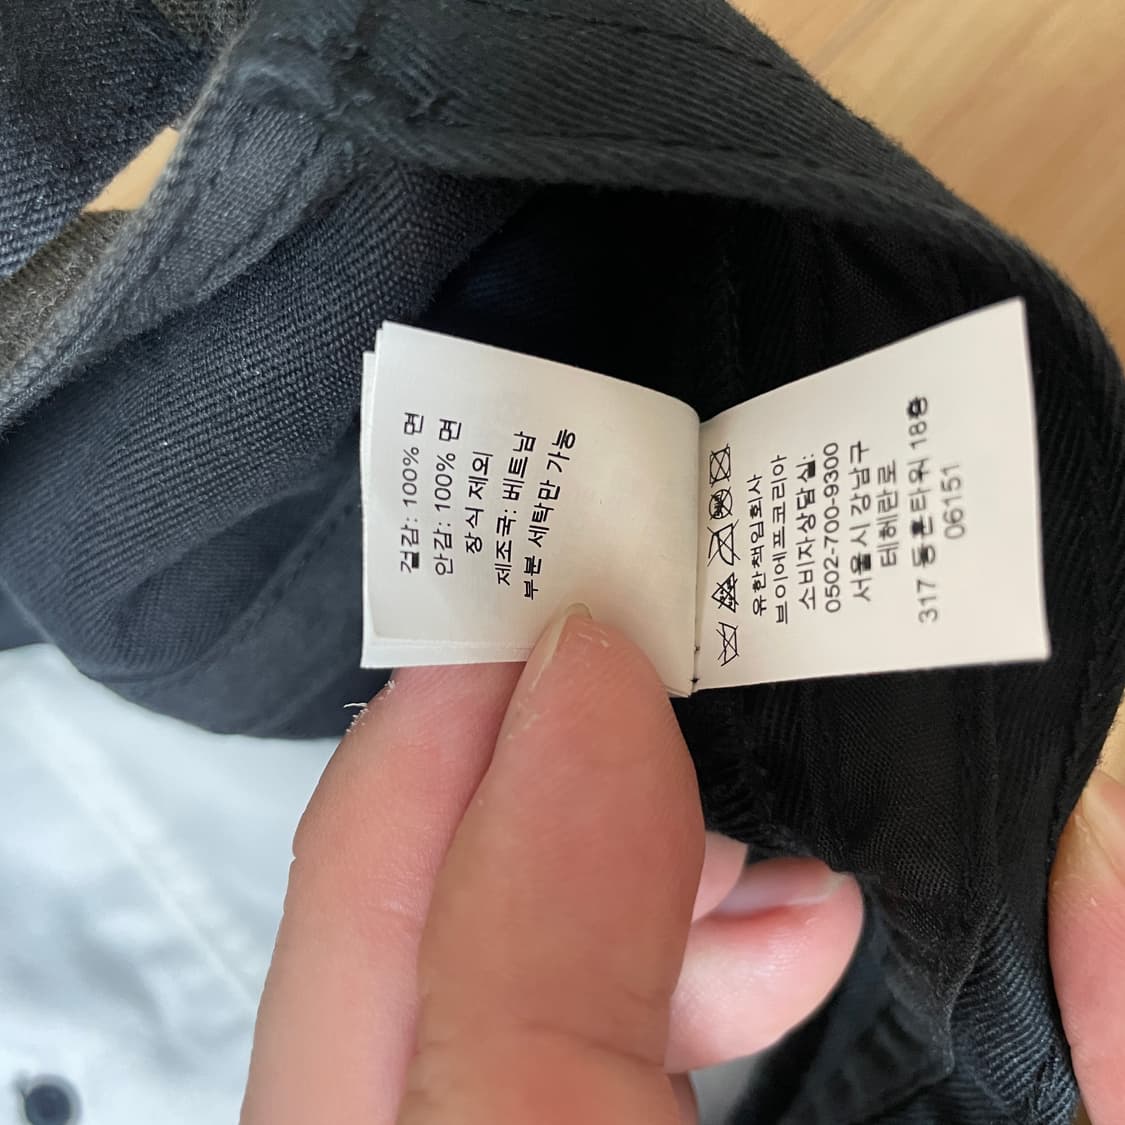 겉감: 100% 면
안감: 100% 면
장식 제외
제조국: 베트남
부분 세탁만 가능
유한책임회사
브이에프코리아
소비자상담실:
0502-700-9300
서울시 강남구
테헤란로
317 동훈타워 18층
06151